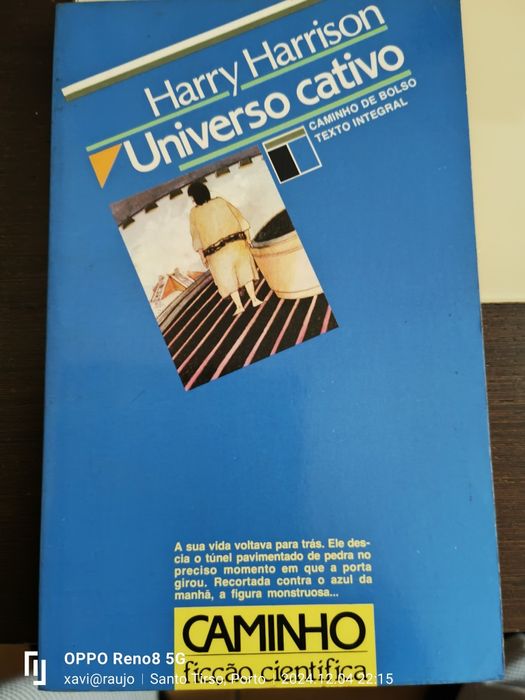 Harry Harrison
Universo cativo
CAMINHO DE BOLSO
TEXTO INTEGRAL
A sua vida voltava para trás. Ele des-
cia o túnel pavimentado de pedra no
preciso momento em que a porta
girou. Recortada contra o azul da
manhã, a figura monstruosa...
CAMINHO
ficção científica
OPPO Reno8 5G
xavi@raujo | Santo Tirso, Porto 2024.12.04 22:15